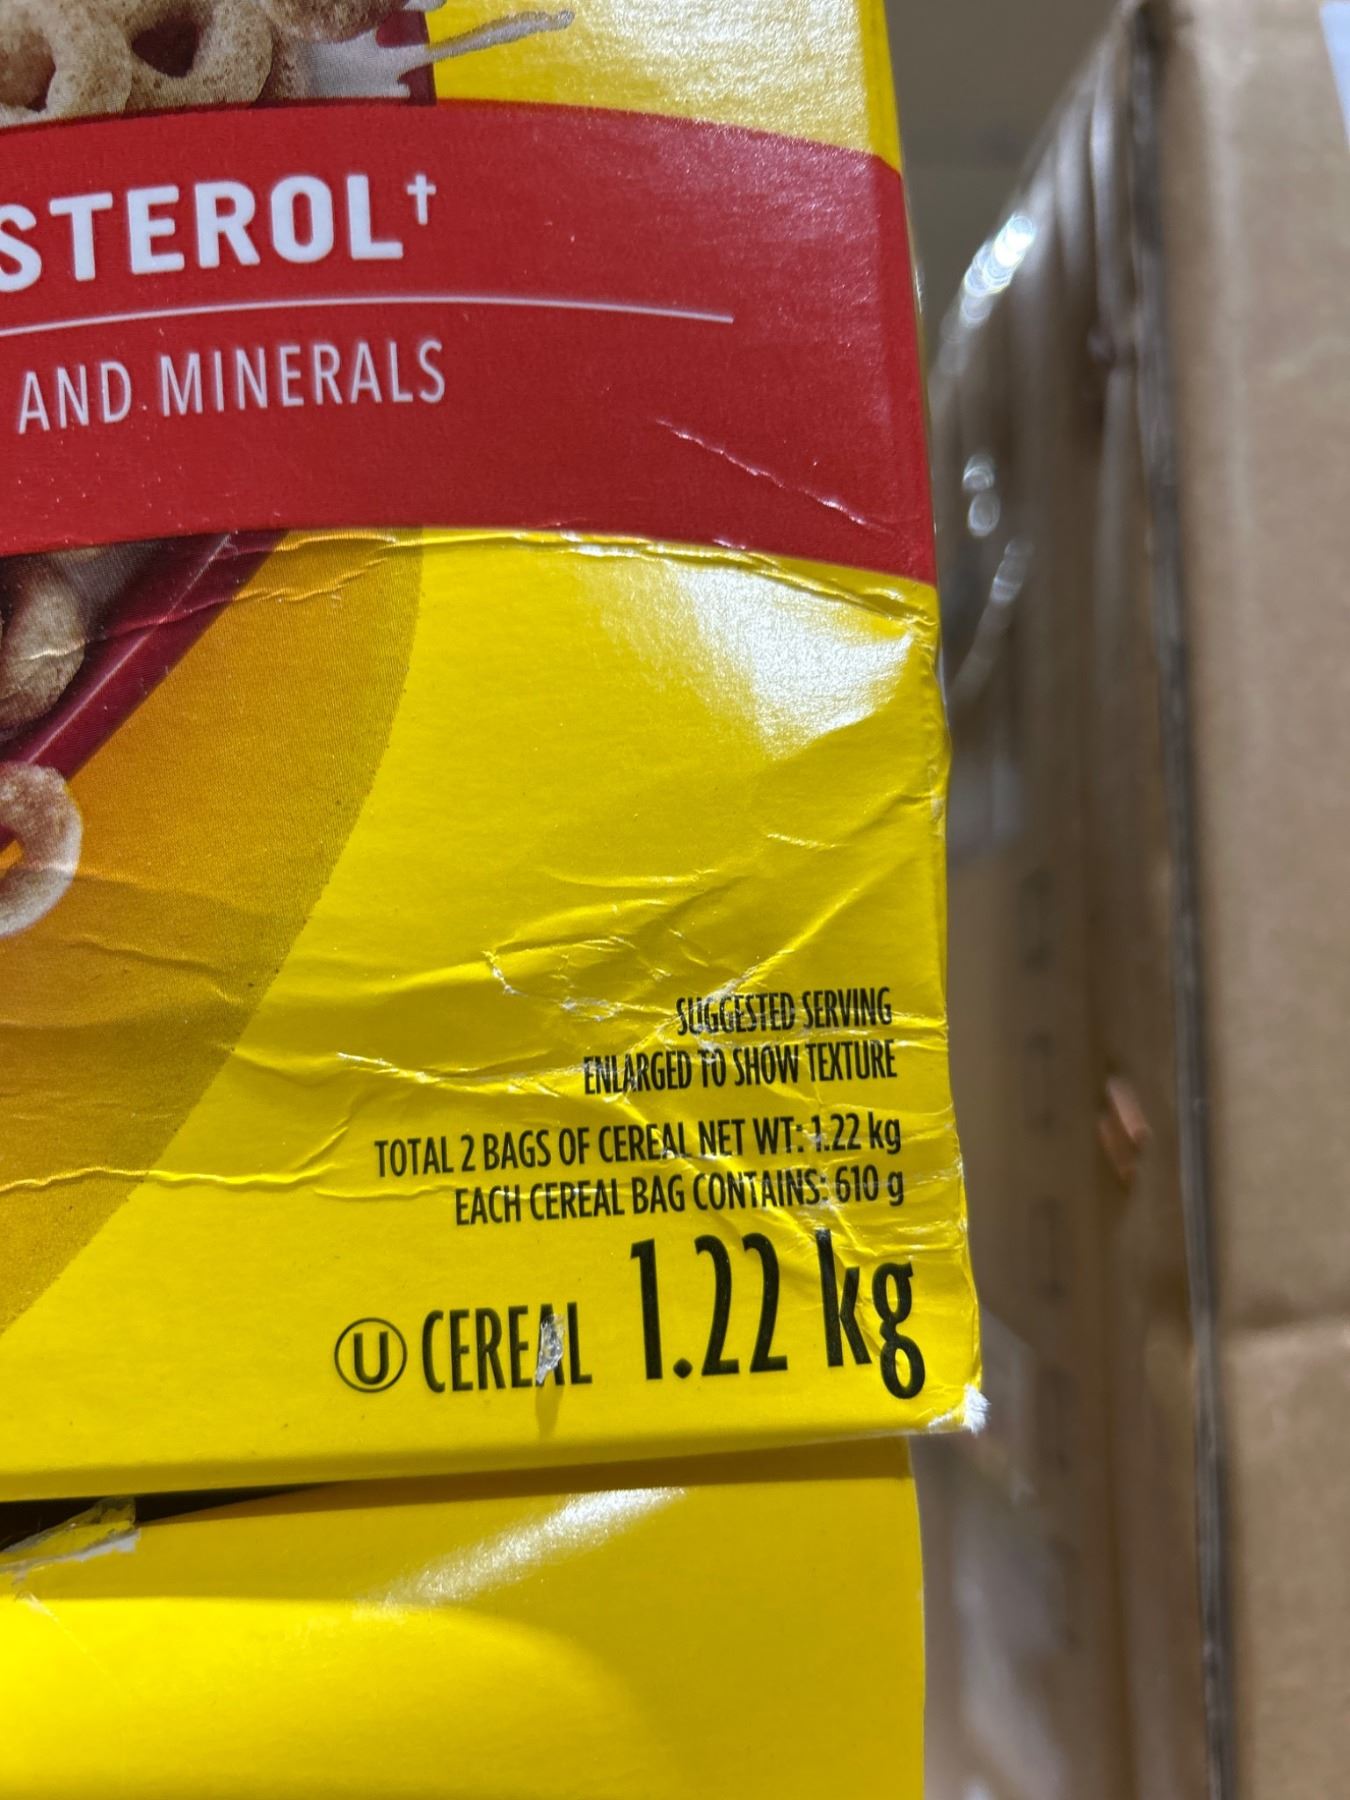 STEROL†
AND MINERALS
SUGGESTED SERVING
ENLARGED TO SHOW TEXTURE
TOTAL 2 BAGS OF CEREAL NET WT: 1.22 kg
EACH CEREAL BAG CONTAINS: 610 g
Ⓤ CEREAL 1.22 kg